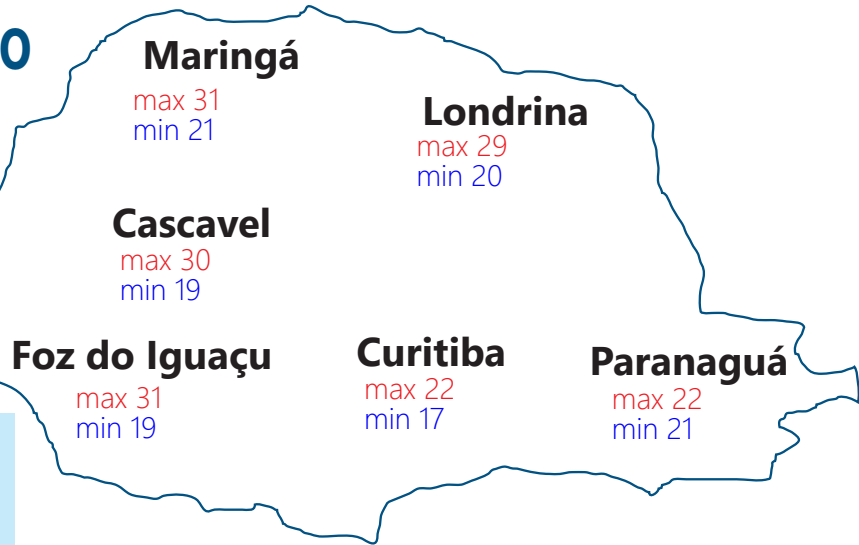 O
Maringá
max 31
min 21
Londrina
max 29
min 20
Cascavel
max 30
min 19
Foz do Iguaçu
max 31
min 19
Curitiba
max 22
min 17
Paranaguá
max 22
min 21